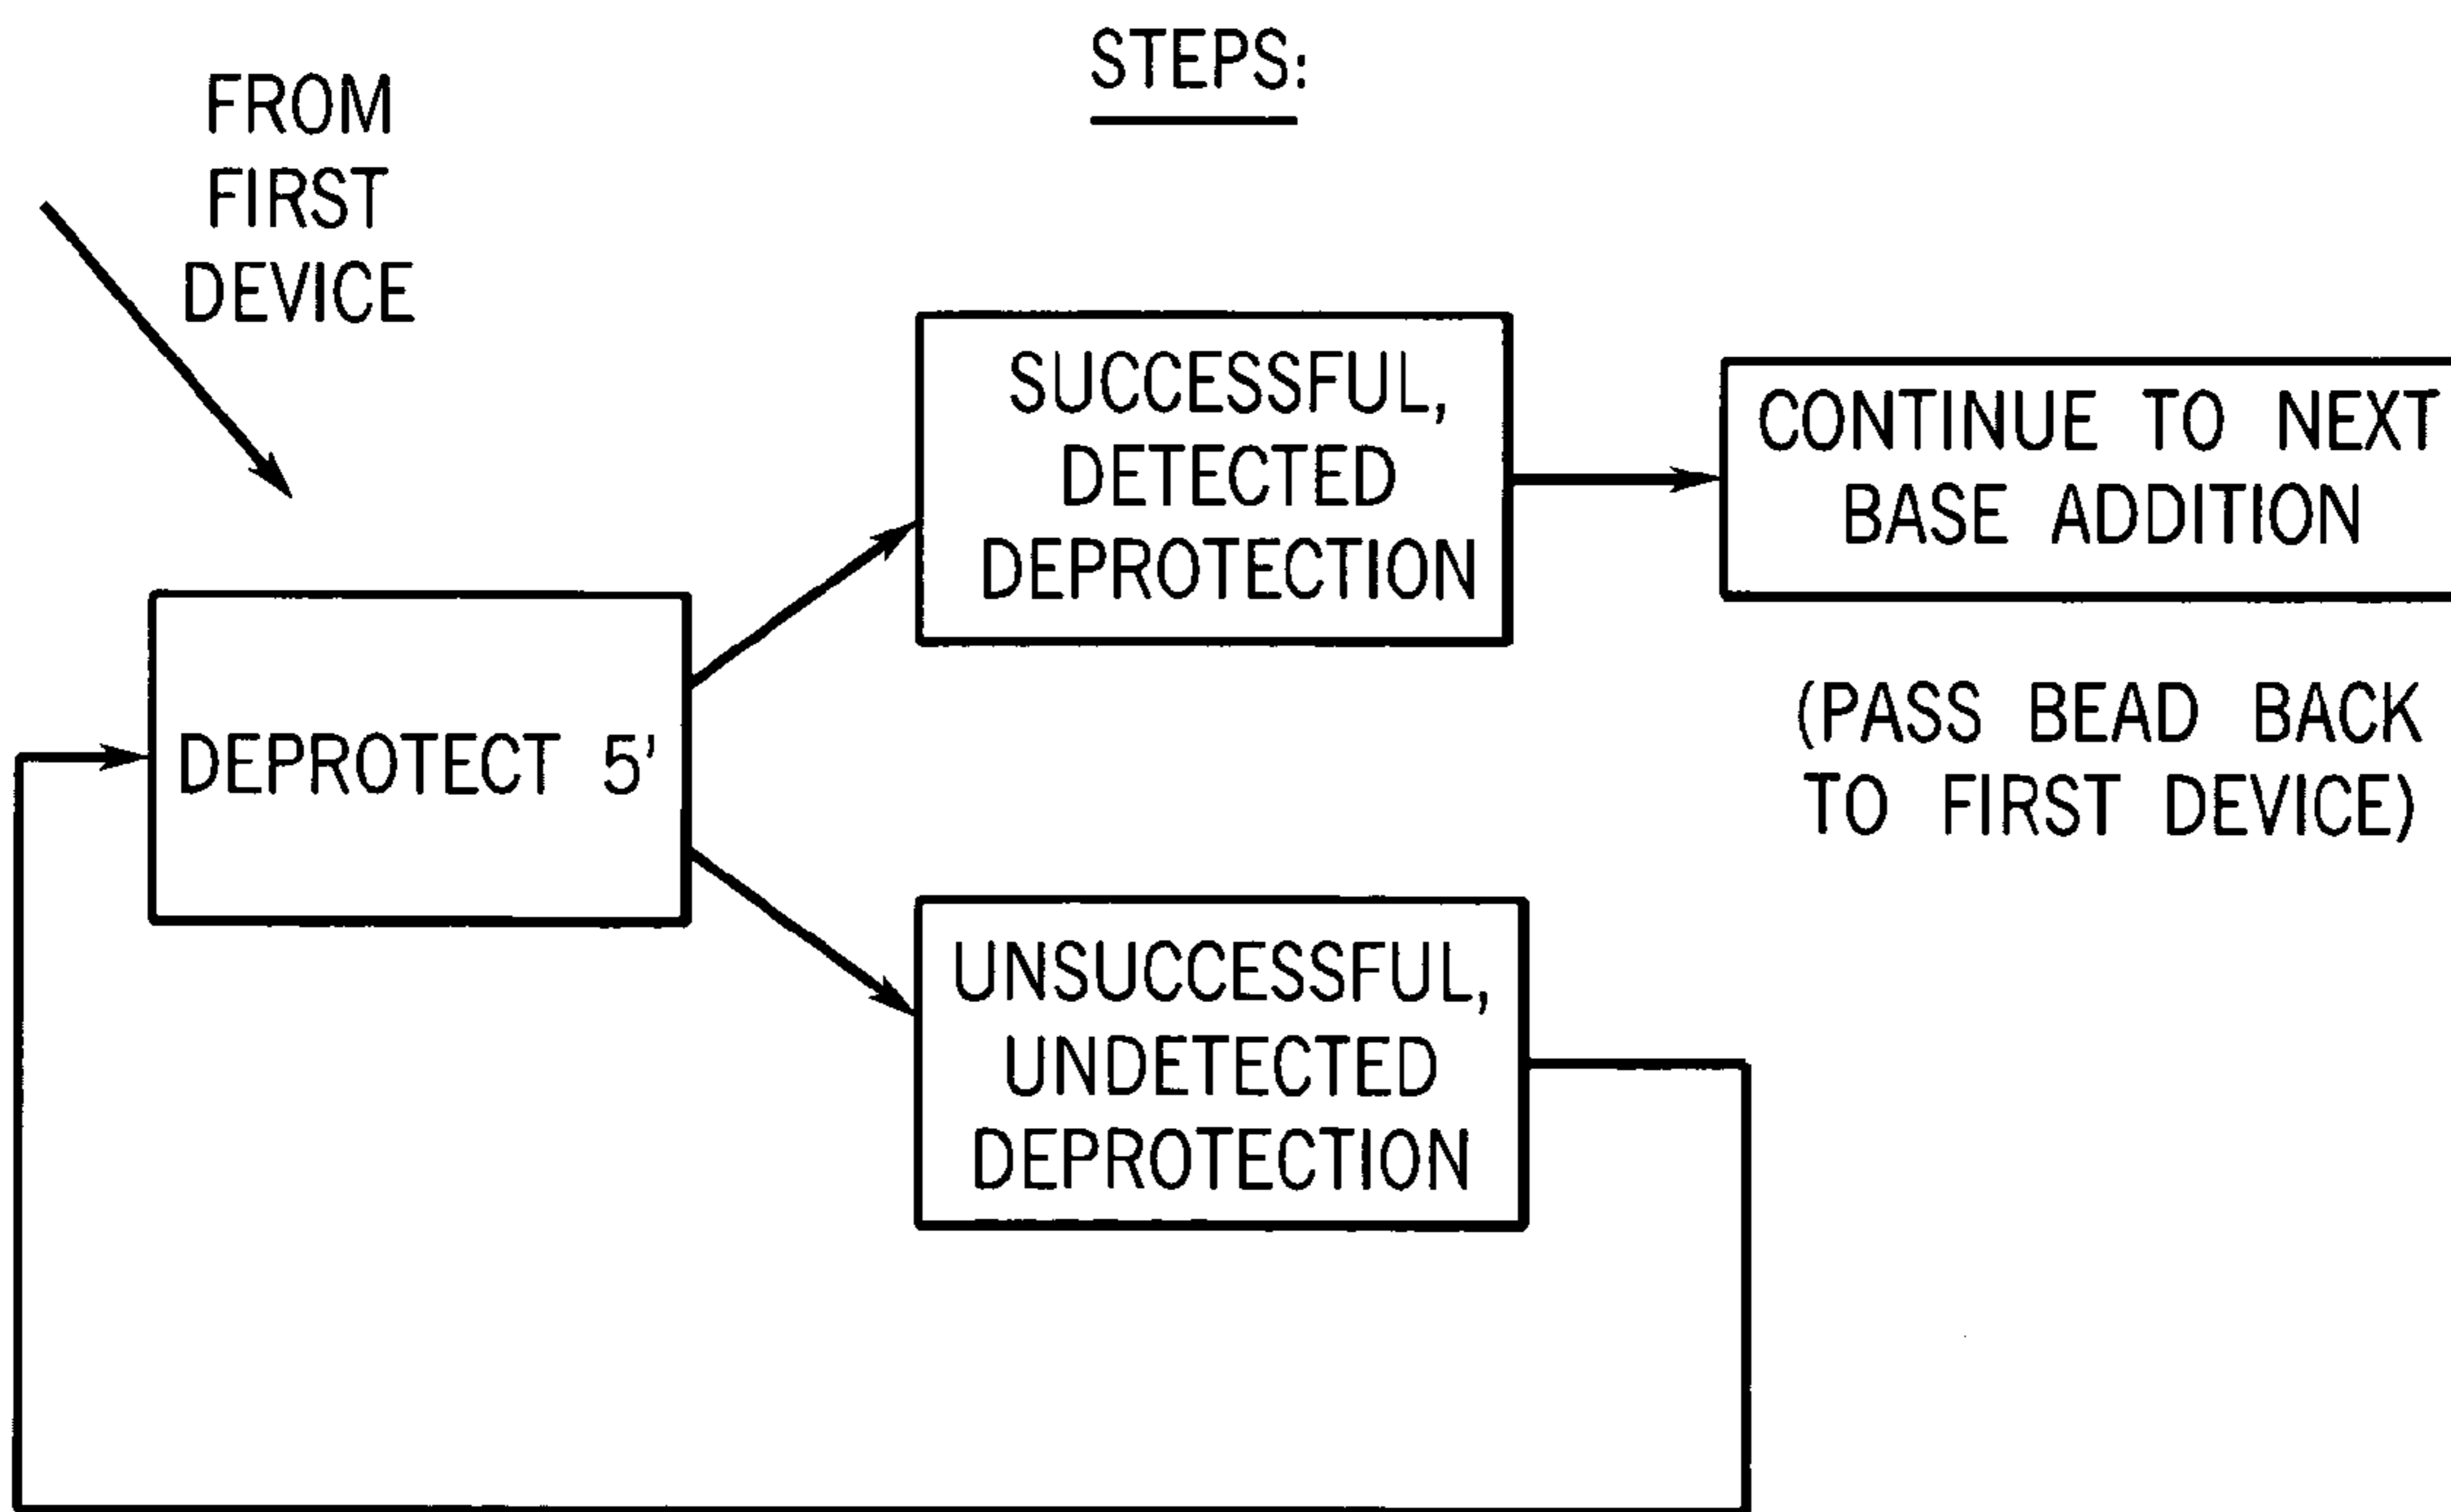 STEPS:
FROM
FIRST
DEVICE
SUCCESSFUL,
DETECTED
DEPROTECTION
CONTINUE TO NEXT
BASE ADDITION
(PASS BEAD BACK
TO FIRST DEVICE)
DEPROTECT 5'
UNSUCCESSFUL,
UNDETECTED
DEPROTECTION